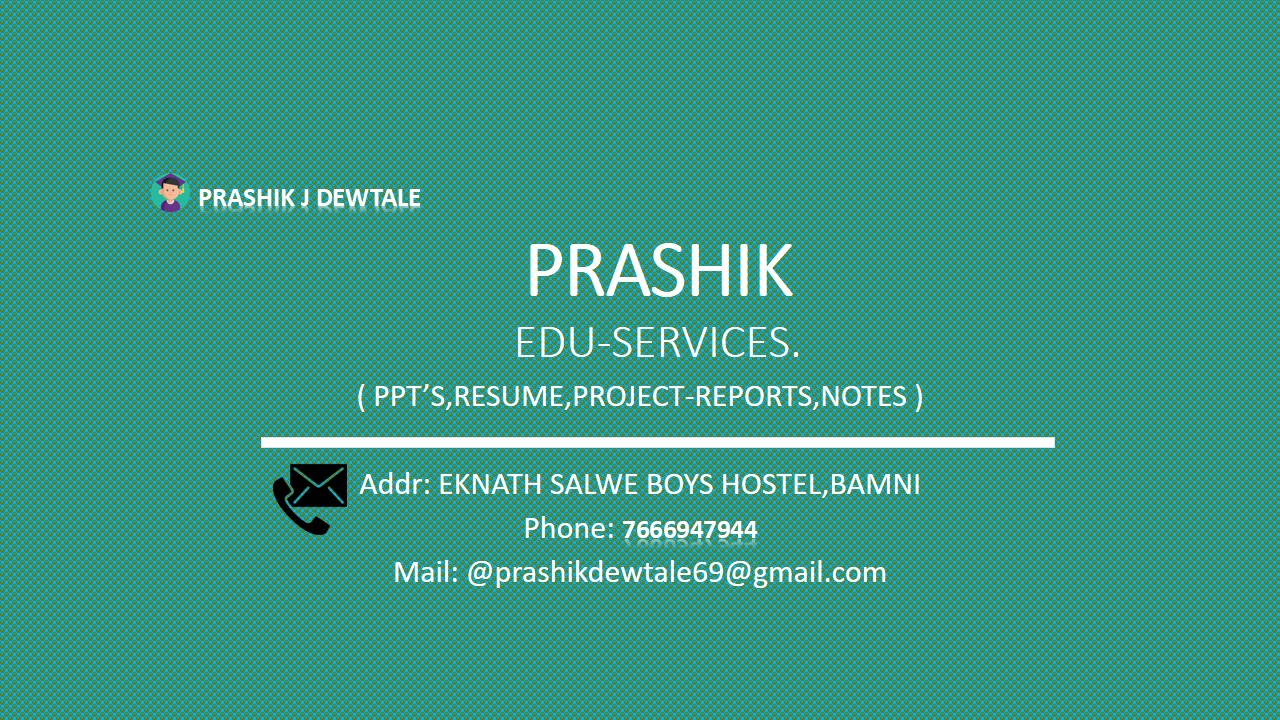 PRASHIK J DEWTALE
PRASHIK
EDU-SERVICES.
( PPT’S,RESUME,PROJECT-REPORTS,NOTES )
Addr: EKNATH SALWE BOYS HOSTEL,BAMNI
Phone: 7666947944
Mail: @prashikdewtale69@gmail.com